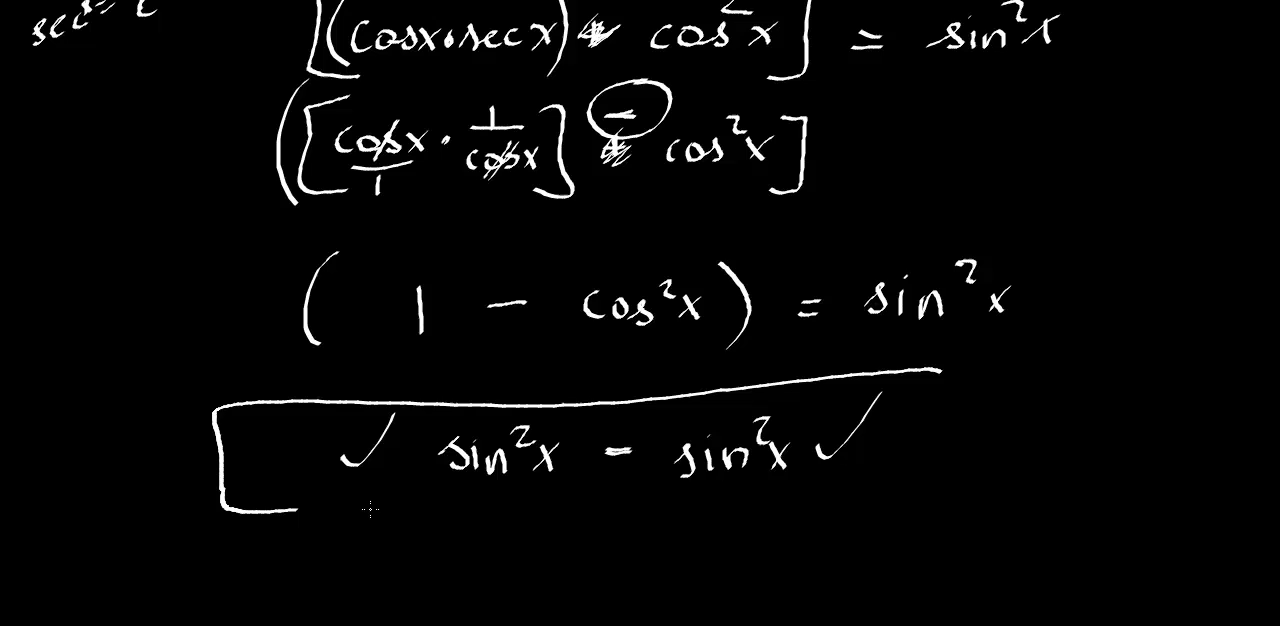 [(cosx·secx) - cos²x] = sin²x
([cosx/1 · 1/cosx] - cos²x]
( 1 - cos²x) = sin²x
✓ sin²x = sin²x ✓